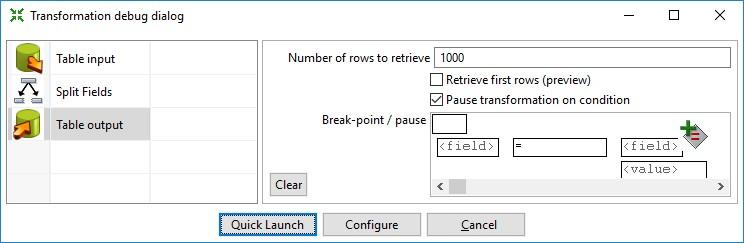 Transformation debug dialog
Table input
Split Fields
Table output
Number of rows to retrieve 1000
Retrieve first rows (preview)
Pause transformation on condition
Break-point / pause
<field> = <field>
<value>
Clear
Quick Launch Configure Cancel